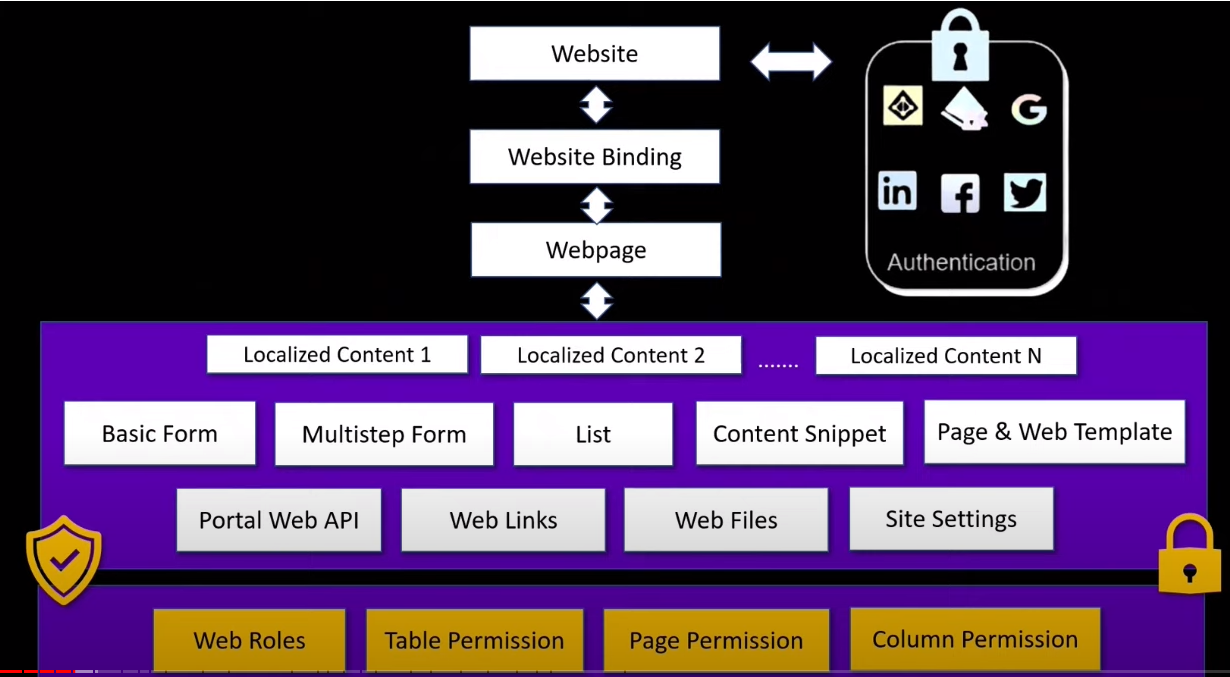 Website
Website Binding
Webpage
G
in
f
Authentication
Localized Content 1
Localized Content 2
.......
Localized Content N
Basic Form
Multistep Form
List
Content Snippet
Page & Web Template
Portal Web API
Web Links
Web Files
Site Settings
Web Roles
Table Permission
Page Permission
Column Permission